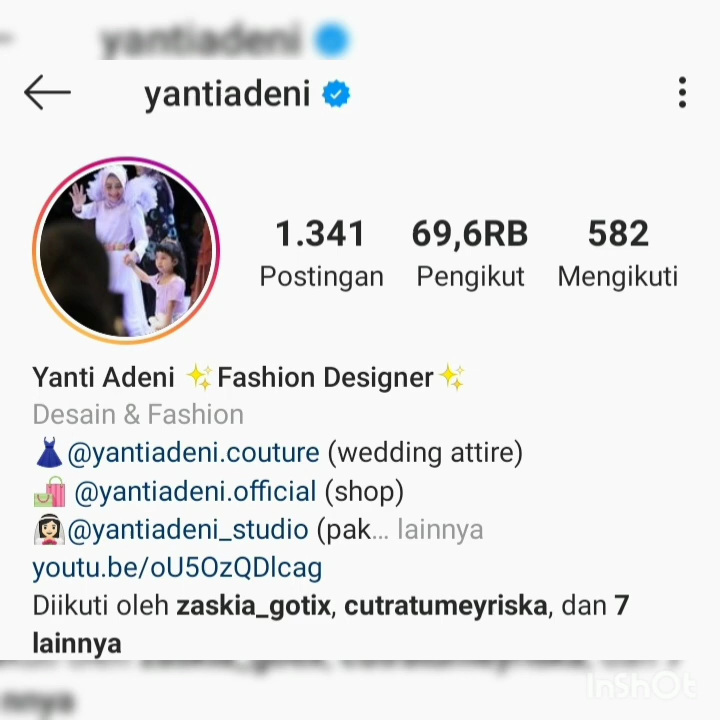 yantiadeni
yantiadeni
1.341 69,6RB 582
Postingan Pengikut Mengikuti
Yanti Adeni ✨Fashion Designer✨
Desain & Fashion
👗@yantiadeni.couture (wedding attire)
🛍 @yantiadeni.official (shop)
👰🏻@yantiadeni_studio (pak... lainnya
youtu.be/oU5OzQDlcag
Diikuti oleh zaskia_gotix, cutratumeyriska, dan 7
lainnya
InShOt